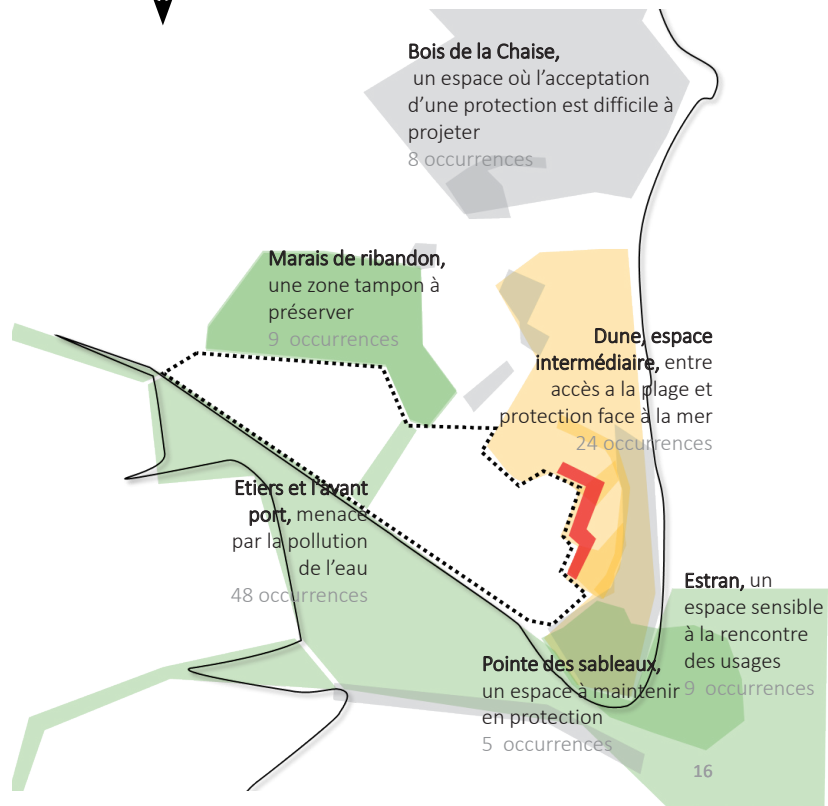 Bois de la Chaise,
un espace où l’acceptation
d’une protection est difficile à
projeter
8 occurrences
Marais de ribandon,
une zone tampon à
préserver
9 occurrences
Dune, espace
intermédiaire, entre
accès a la plage et
protection face à la mer
24 occurrences
Etiers et l’avant
port, menacé
par la pollution
de l’eau
48 occurrences
Estran, un
espace sensible
à la rencontre
des usages
9 occurrences
Pointe des sableaux,
un espace à maintenir
en protection
5 occurrences
16